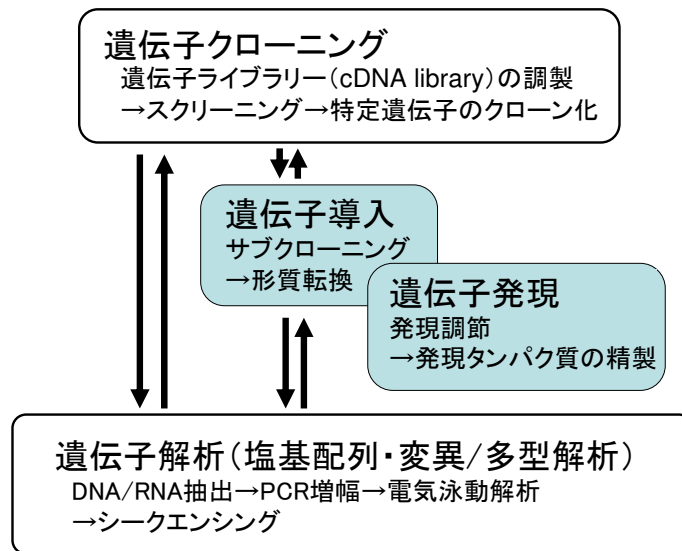 遺伝子クローニング
遺伝子ライブラリー(cDNA library)の調製
→スクリーニング→特定遺伝子のクローン化
遺伝子導入
サブクローニング
→形質転換
遺伝子発現
発現調節
→発現タンパク質の精製
遺伝子解析(塩基配列・変異/多型解析)
DNA/RNA抽出→PCR増幅→電気泳動解析
→シークエンシング